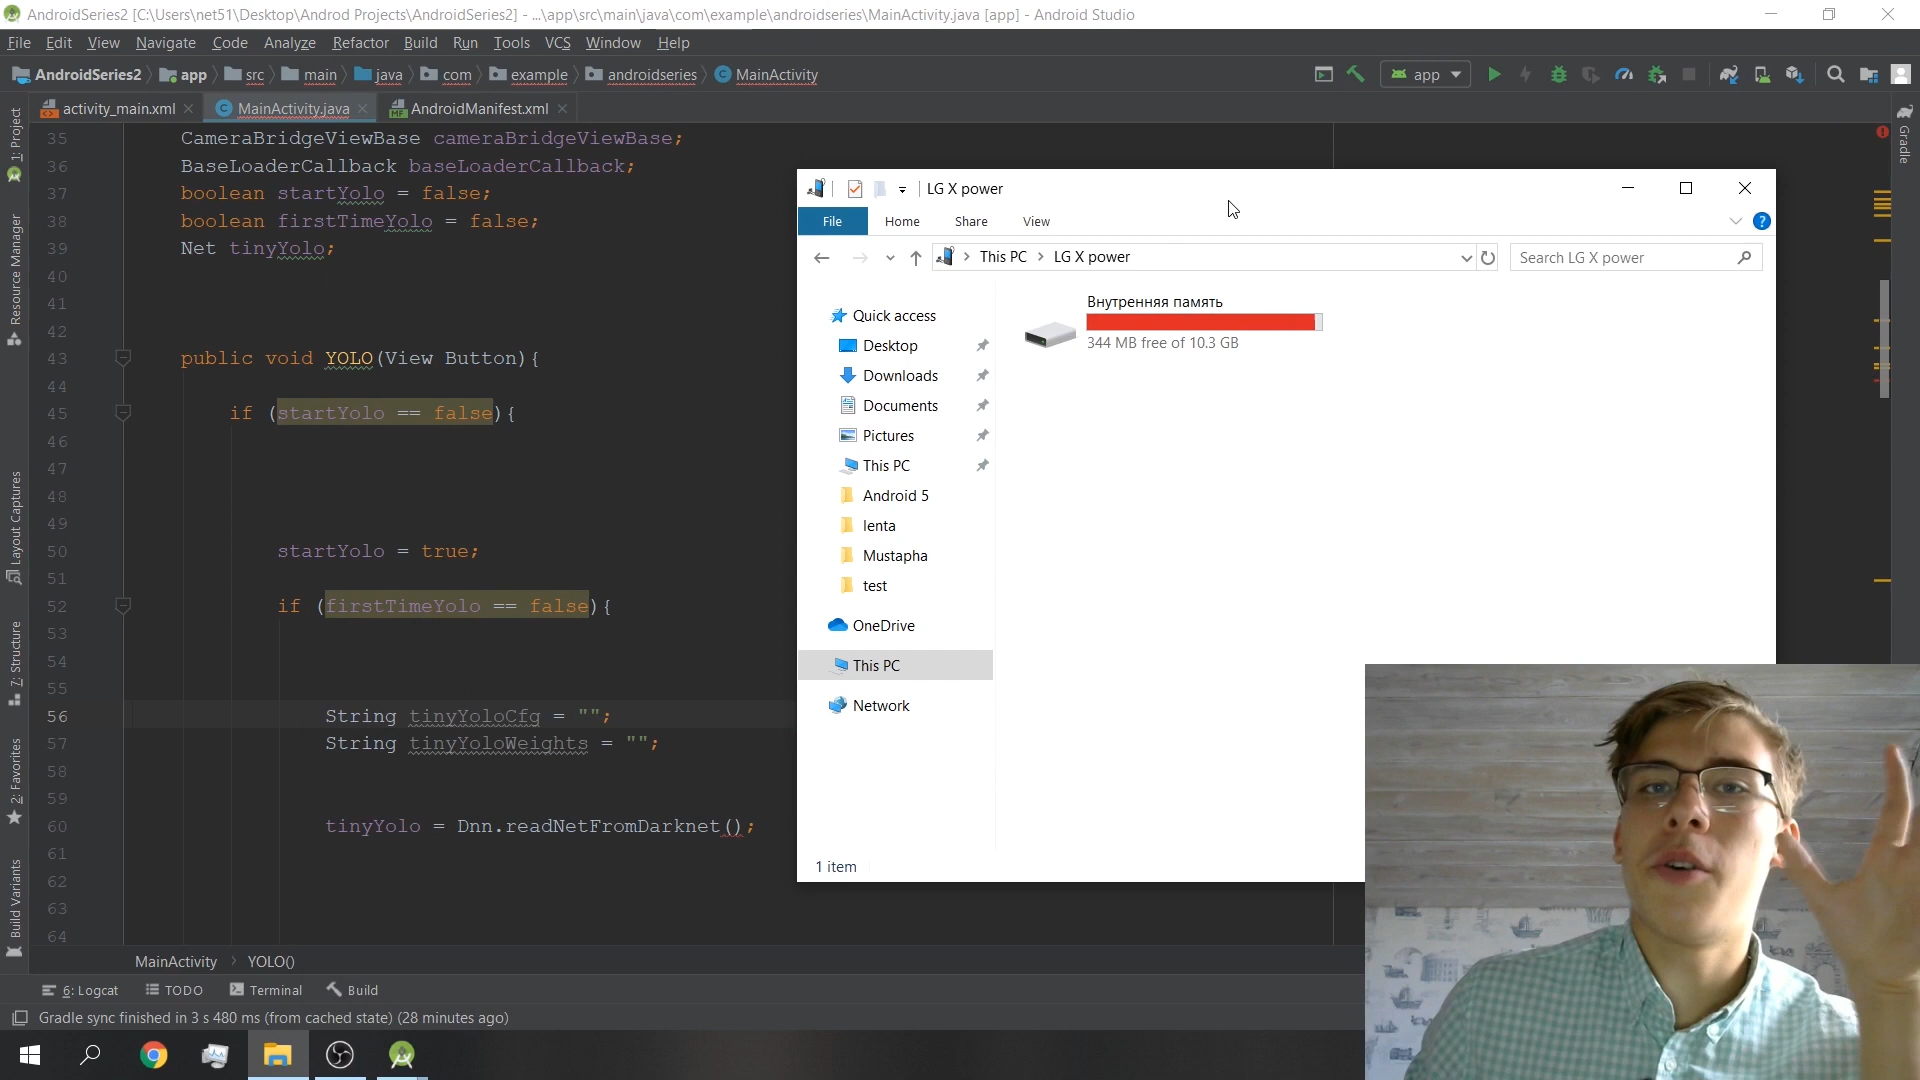 AndroidSeries2 [C:\Users\net51\Desktop\Androd Projects\AndroidSeries2] - ...\app\src\main\java\com\example\androidseries\MainActivity.java [app] - Android Studio
File Edit View Navigate Code Analyze Refactor Build Run Tools VCS Window Help
AndroidSeries2 app src main java com example androidseries MainActivity
app
activity_main.xml MainActivity.java AndroidManifest.xml
1: Project
Resource Manager
Layout Captures
7: Structure
2: Favorites
Build Variants
Gradle
35 CameraBridgeViewBase cameraBridgeViewBase;
36 BaseLoaderCallback baseLoaderCallback;
37 boolean startYolo = false;
38 boolean firstTimeYolo = false;
39 Net tinyYolo;
40
41
42
43 public void YOLO(View Button){
44
45 if (startYolo == false){
46
47
48
49
50 startYolo = true;
51
52 if (firstTimeYolo == false){
53
54
55
56 String tinyYoloCfg = "";
57 String tinyYoloWeights = "";
58
59
60 tinyYolo = Dnn.readNetFromDarknet();
61
62
63
64
MainActivity YOLO()
6: Logcat TODO Terminal Build
Gradle sync finished in 3 s 480 ms (from cached state) (28 minutes ago)
LG X power
File Home Share View
This PC LG X power
Search LG X power
Quick access
Desktop
Downloads
Documents
Pictures
This PC
Android 5
lenta
Mustapha
test
OneDrive
This PC
Network
Внутренняя память
344 MB free of 10.3 GB
1 item